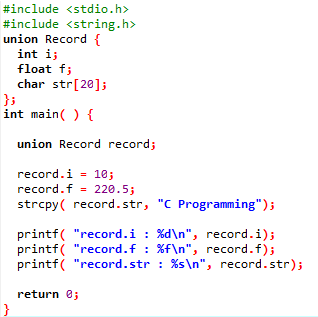 #include <stdio.h>
#include <string.h>
union Record {
  int i;
  float f;
  char str[20];
};
int main( ) {

  union Record record;

  record.i = 10;
  record.f = 220.5;
  strcpy( record.str, "C Programming");

  printf( "record.i : %d\n", record.i);
  printf( "record.f : %f\n", record.f);
  printf( "record.str : %s\n", record.str);

  return 0;
}